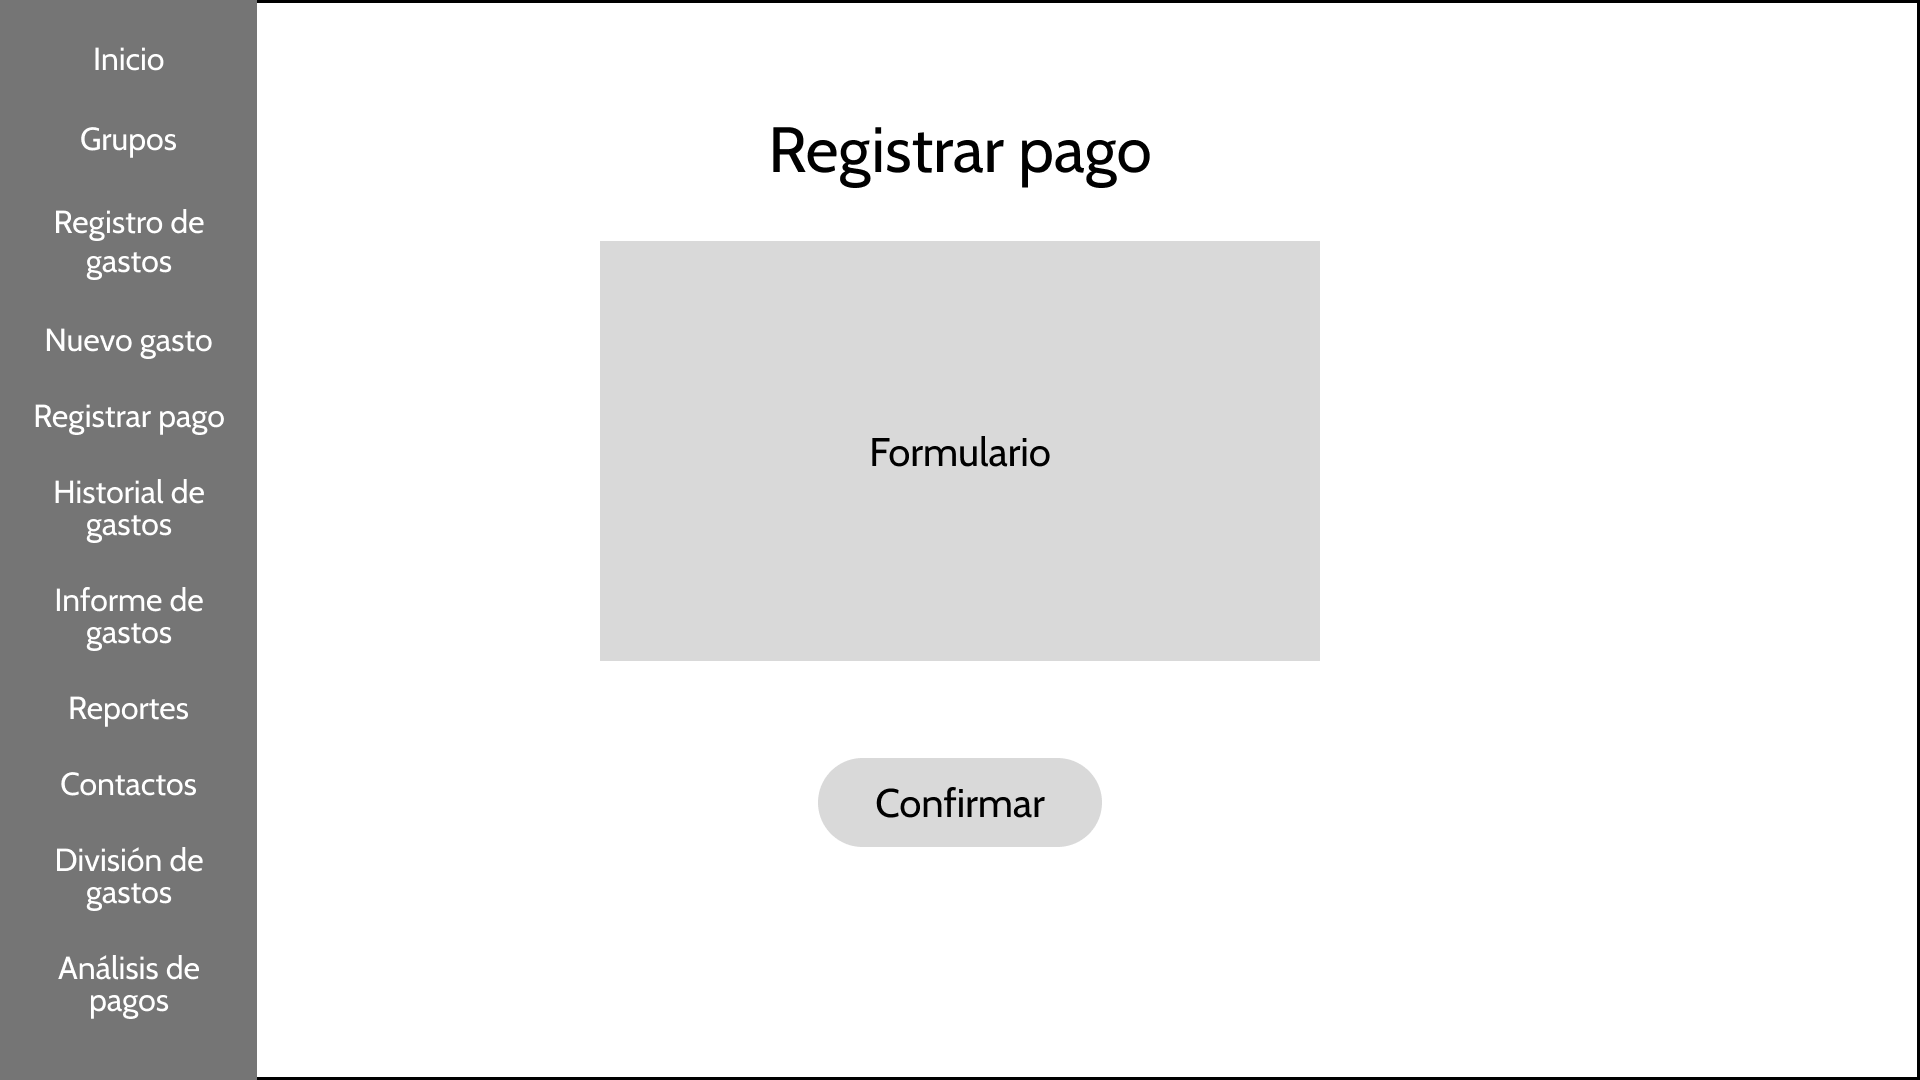 Inicio
Grupos
Registro de
gastos
Nuevo gasto
Registrar pago
Historial de
gastos
Informe de
gastos
Reportes
Contactos
División de
gastos
Análisis de
pagos
Registrar pago
Formulario
Confirmar